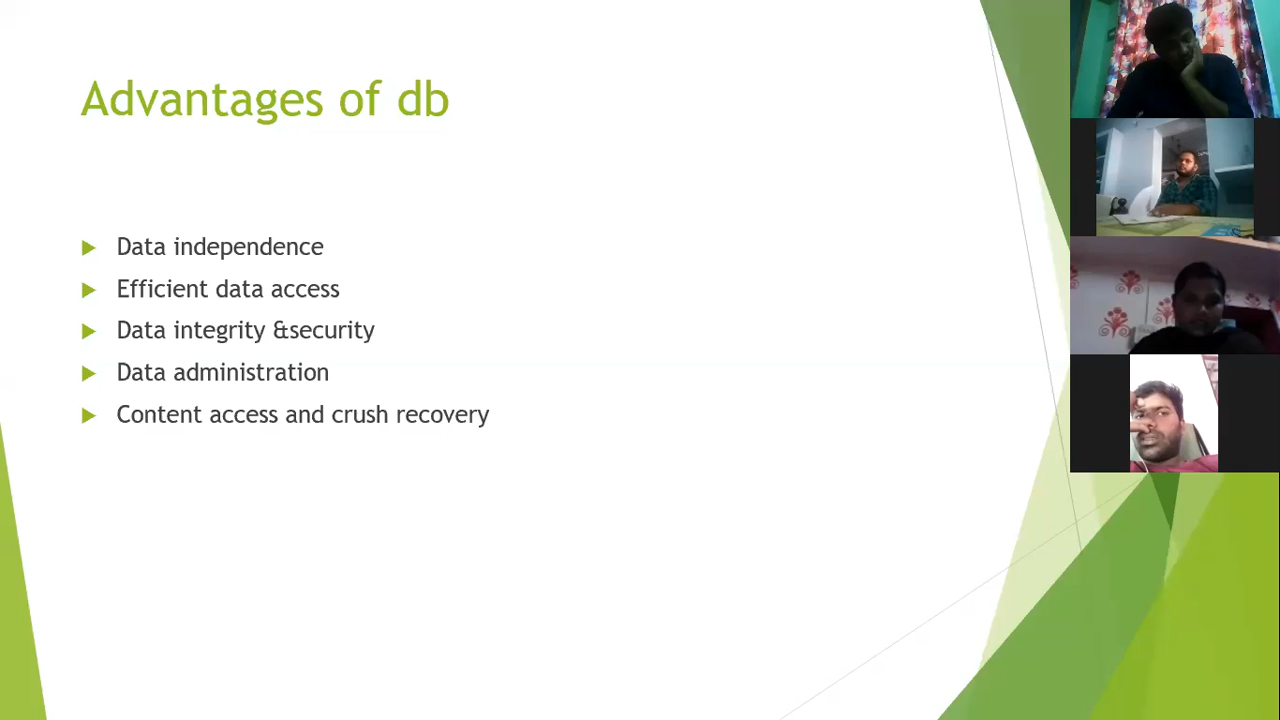 Advantages of db
Data independence
Efficient data access
Data integrity &security
Data administration
Content access and crush recovery